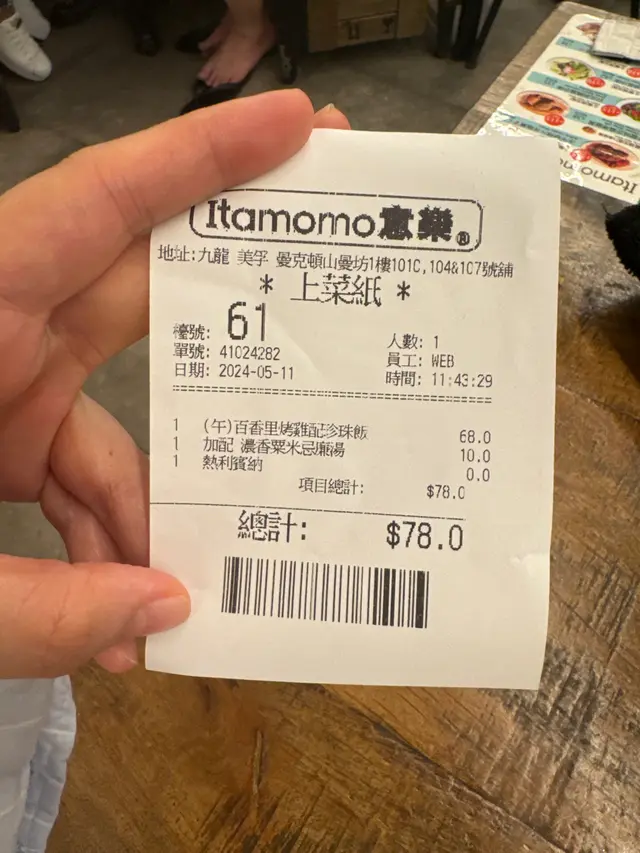 Itamomo意樂®
地址:九龍 美孚 曼克頓山曼坊1樓101C,104&107號舖
* 上菜紙 *
檯號: 61
人數: 1
單號: 41024282
員工: WEB
日期: 2024-05-11
時間: 11:43:29
1 (午)百香里烤雞配珍珠飯 68.0
1 加配 濃香粟米忌廉湯 10.0
1 熱利賓納 0.0
項目總計: $78.0
總計: $78.0
Itamomo